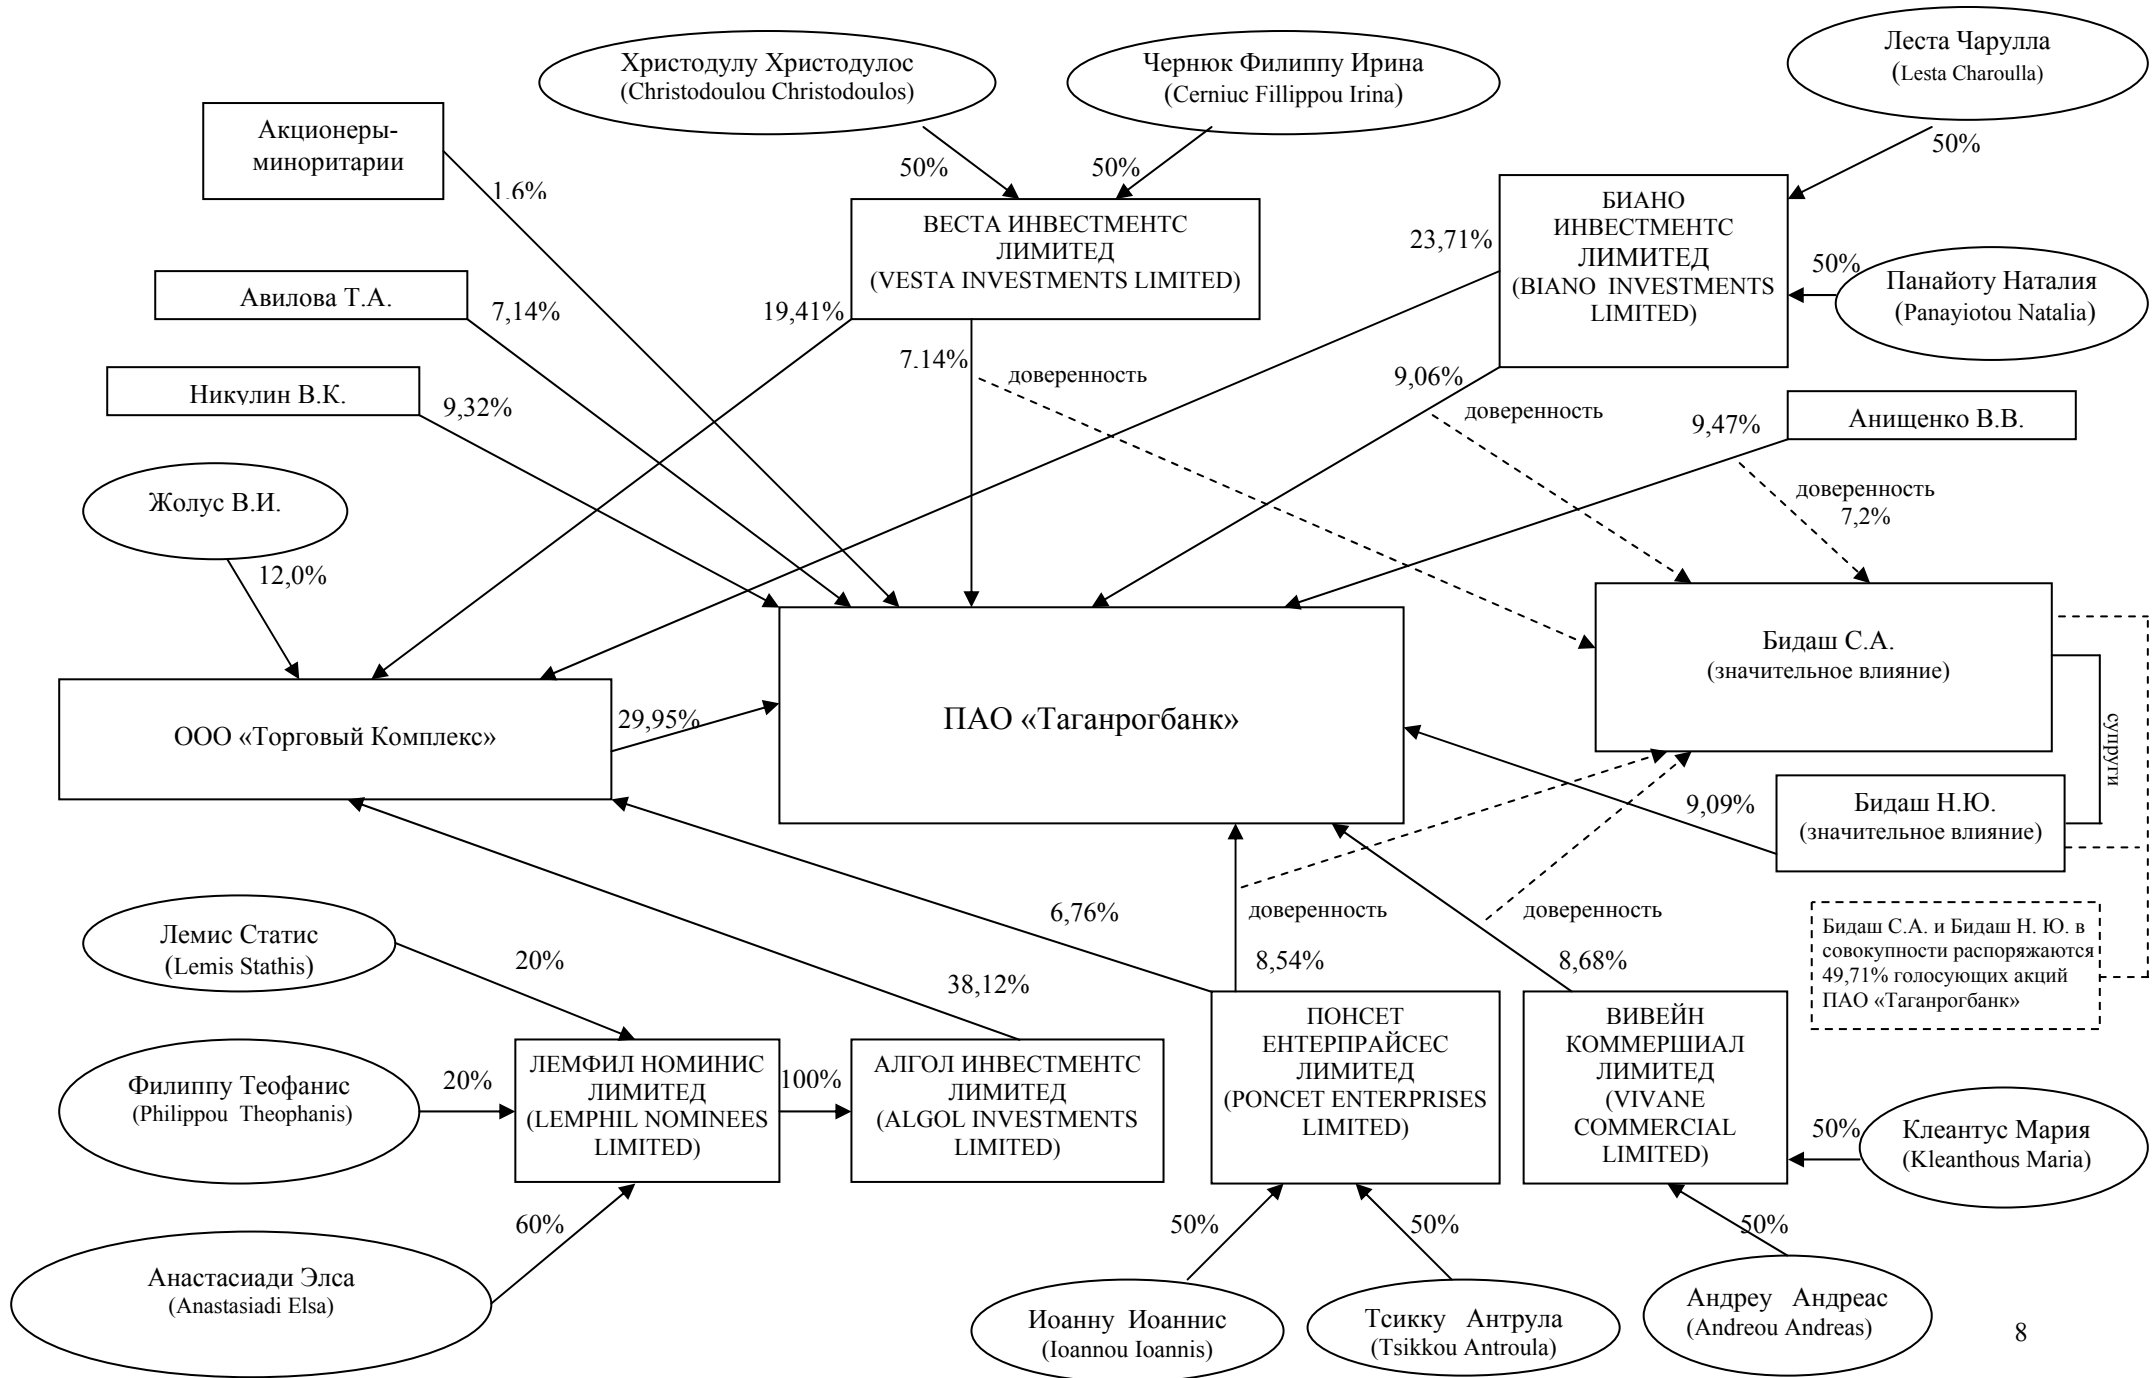 Христодулу Христодулос
(Christodoulou Christodoulos)
Чернюк Филиппу Ирина
(Cerniuc Fillippou Irina)
Леста Чарулла
(Lesta Charoulla)
Акционеры-
миноритарии
1.6%
50%
50%
50%
ВЕСТА ИНВЕСТМЕНТС
ЛИМИТЕД
(VESTA INVESTMENTS LIMITED)
БИАНО
ИНВЕСТМЕНТС
ЛИМИТЕД
(BIANO INVESTMENTS
LIMITED)
23,71%
50%
Панайоту Наталия
(Panayiotou Natalia)
Авилова Т.А.
7,14%
19,41%
7.14%
доверенность
9,06%
доверенность
Никулин В.К.
9,32%
9,47%
Анищенко В.В.
доверенность
7,2%
Жолус В.И.
12,0%
Бидаш С.А.
(значительное влияние)
ООО «Торговый Комплекс»
29,95%
ПАО «Таганрогбанк»
супруги
9,09%
Бидаш Н.Ю.
(значительное влияние)
6,76%
доверенность
доверенность
Бидаш С.А. и Бидаш Н. Ю. в
совокупности распоряжаются
49,71% голосующих акций
ПАО «Таганрогбанк»
Лемис Статис
(Lemis Stathis)
20%
38,12%
8,54%
8,68%
Филиппу Теофанис
(Philippou Theophanis)
20%
ЛЕМФИЛ НОМИНИС
ЛИМИТЕД
(LEMPHIL NOMINEES
LIMITED)
100%
АЛГОЛ ИНВЕСТМЕНТС
ЛИМИТЕД
(ALGOL INVESTMENTS
LIMITED)
ПОНСЕТ
ЕНТЕРПРАЙСЕС
ЛИМИТЕД
(PONCET ENTERPRISES
LIMITED)
ВИВЕЙН
КОММЕРШИАЛ
ЛИМИТЕД
(VIVANE
COMMERCIAL
LIMITED)
50%
Клеантус Мария
(Kleanthous Maria)
60%
50%
50%
50%
Анастасиади Элса
(Anastasiadi Elsa)
Иоанну Иоаннис
(Ioannou Ioannis)
Тсикку Антрула
(Tsikkou Antroula)
Андреу Андреас
(Andreou Andreas)
8